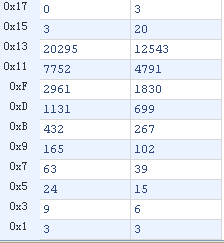 0x17 0 3
0x15 3 20
0x13 20295 12543
0x11 7752 4791
0xF 2961 1830
0xD 1131 699
0xB 432 267
0x9 165 102
0x7 63 39
0x5 24 15
0x3 9 6
0x1 3 3